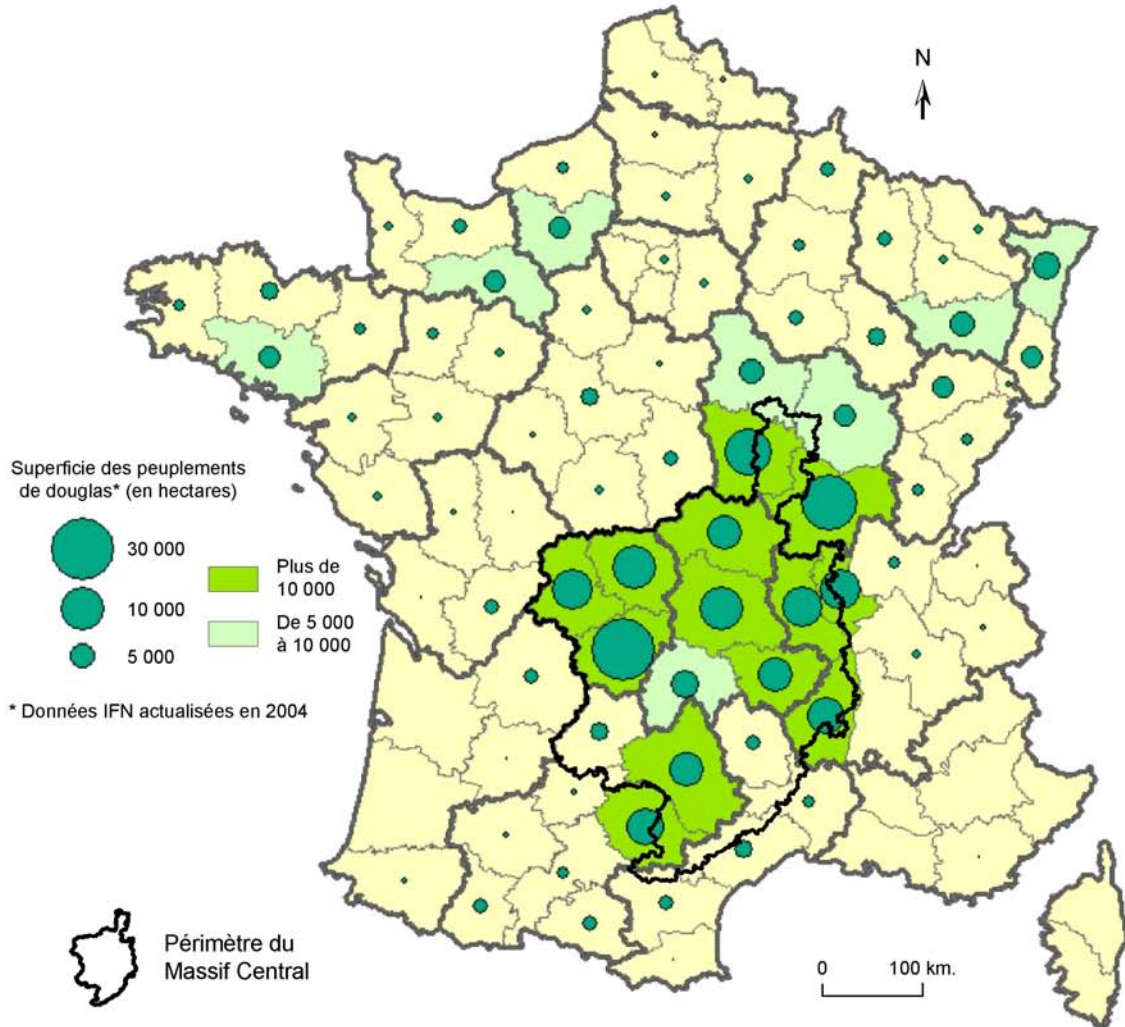 N
Superficie des peuplements
de douglas* (en hectares)
30 000
10 000
5 000
Plus de
10 000
De 5 000
à 10 000
* Données IFN actualisées en 2004
Périmètre du
Massif Central
0 100 km.